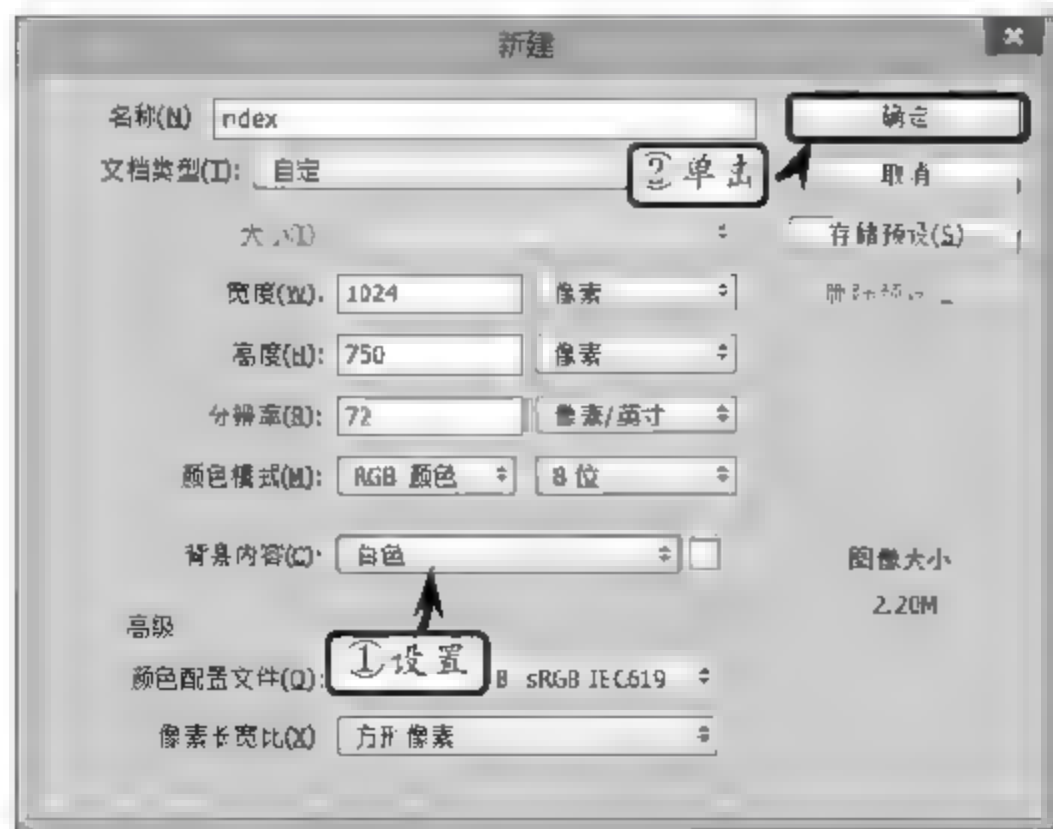 新建
名称(N) ndex 确定
文档类型(T): 自定 ②单击 取消
大小(I) 存储预设(S)
宽度(W): 1024 像素
高度(H): 750 像素
分辨率(R): 72 像素/英寸
颜色模式(M): RGB 颜色 8 位
背景内容(C): 白色
图像大小
2.20M
高级
①设置
颜色配置文件(O): B sRGB IEC619
像素长宽比(X) 方形像素